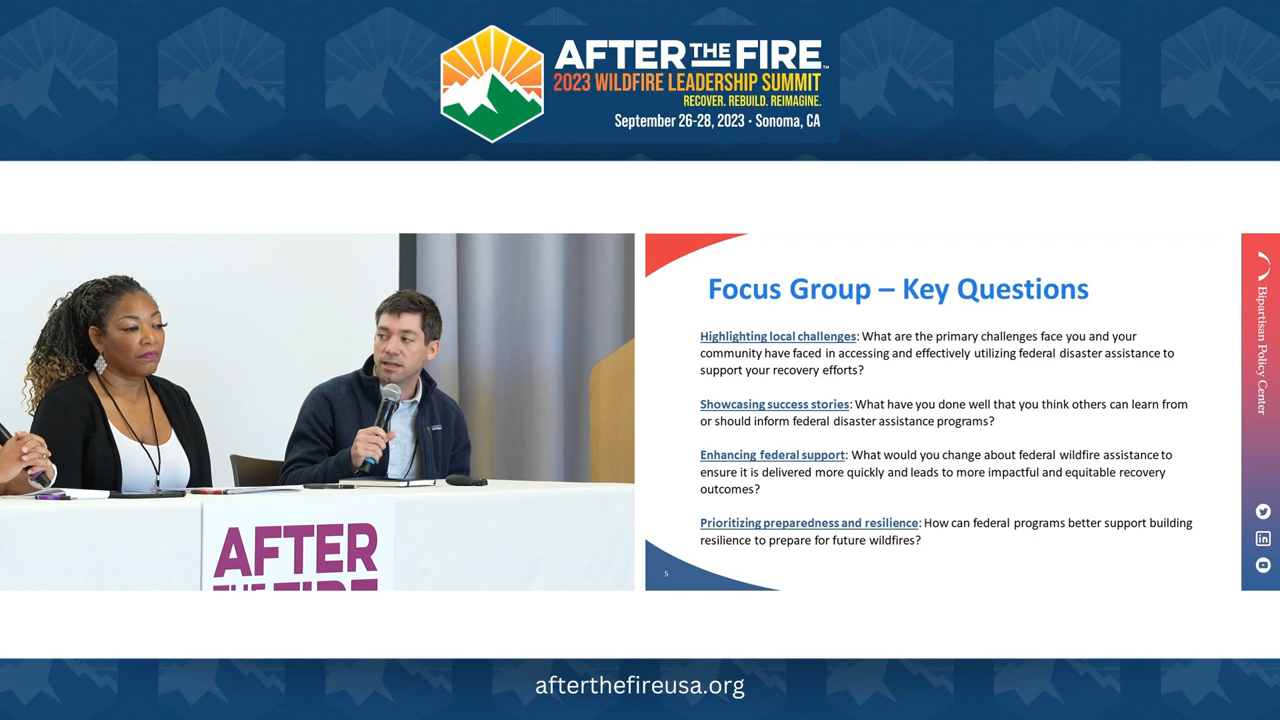 AFTER THE FIRE™
2023 WILDFIRE LEADERSHIP SUMMIT
RECOVER. REBUILD. REIMAGINE.
September 26-28, 2023 • Sonoma, CA
AFTER
THE FIRE
Focus Group – Key Questions
Highlighting local challenges: What are the primary challenges face you and your
community have faced in accessing and effectively utilizing federal disaster assistance to
support your recovery efforts?
Showcasing success stories: What have you done well that you think others can learn from
or should inform federal disaster assistance programs?
Enhancing federal support: What would you change about federal wildfire assistance to
ensure it is delivered more quickly and leads to more impactful and equitable recovery
outcomes?
Prioritizing preparedness and resilience: How can federal programs better support building
resilience to prepare for future wildfires?
5
Bipartisan Policy Center
afterthefireusa.org